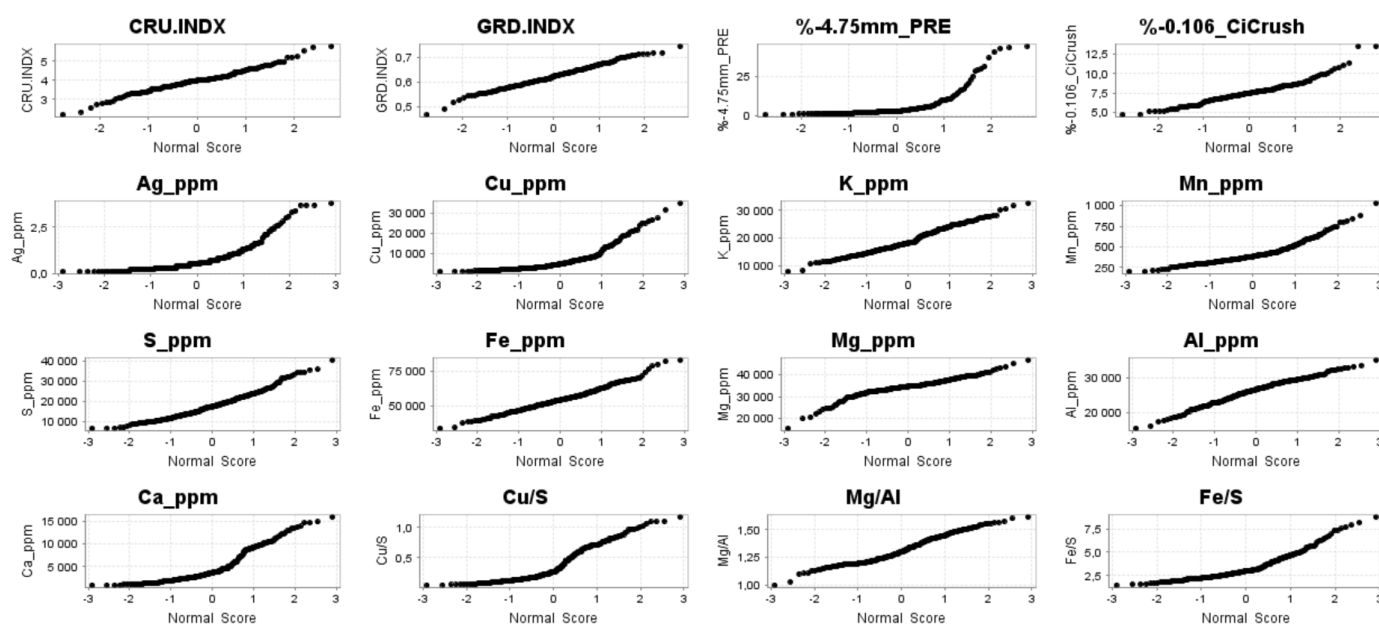 CRU.INDX
GRD.INDX
%-4.75mm_PRE
%-0.106_CiCrush
CRU.INDX
5
4
3
-2 -1 0 1 2
Normal Score
GRD.INDX
0,7
0,6
0,5
-2 -1 0 1 2
Normal Score
%-4.75mm_PRE
25
0
-2 -1 0 1 2
Normal Score
%-0.106_CiCrush
12,5
10,0
7,5
5,0
-2 -1 0 1 2
Normal Score
Ag_ppm
Cu_ppm
K_ppm
Mn_ppm
Ag_ppm
2,5
0,0
-3 -2 -1 0 1 2 3
Normal Score
Cu_ppm
30 000
20 000
10 000
-3 -2 -1 0 1 2 3
Normal Score
K_ppm
30 000
20 000
10 000
-3 -2 -1 0 1 2 3
Normal Score
Mn_ppm
1 000
750
500
250
-3 -2 -1 0 1 2 3
Normal Score
S_ppm
Fe_ppm
Mg_ppm
Al_ppm
S_ppm
40 000
30 000
20 000
10 000
-3 -2 -1 0 1 2 3
Normal Score
Fe_ppm
75 000
50 000
-3 -2 -1 0 1 2 3
Normal Score
Mg_ppm
40 000
30 000
20 000
-3 -2 -1 0 1 2 3
Normal Score
Al_ppm
30 000
20 000
-3 -2 -1 0 1 2 3
Normal Score
Ca_ppm
Cu/S
Mg/Al
Fe/S
Ca_ppm
15 000
10 000
5 000
-3 -2 -1 0 1 2 3
Normal Score
Cu/S
1,0
0,5
-3 -2 -1 0 1 2 3
Normal Score
Mg/Al
1,50
1,25
1,00
-3 -2 -1 0 1 2 3
Normal Score
Fe/S
7,5
5,0
2,5
-3 -2 -1 0 1 2 3
Normal Score